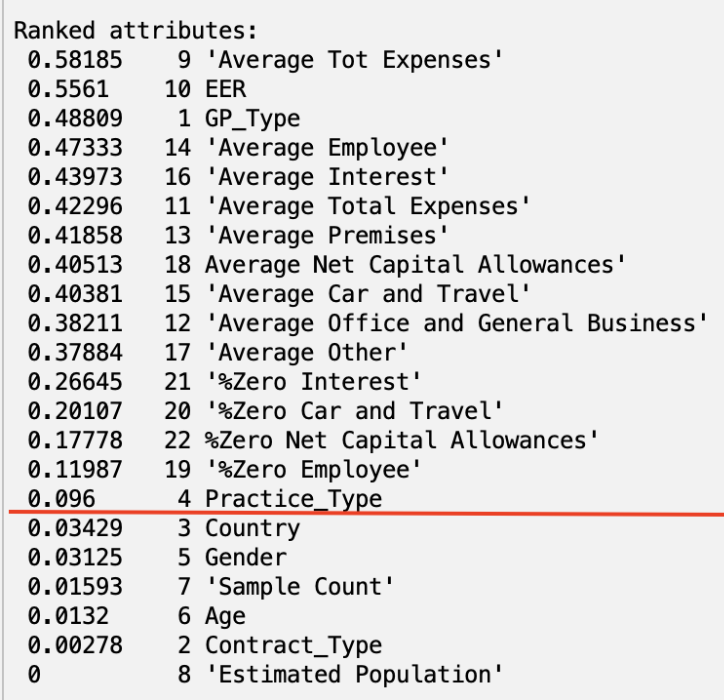 Ranked attributes:
0.58185 9 'Average Tot Expenses'
0.5561 10 EER
0.48809 1 GP_Type
0.47333 14 'Average Employee'
0.43973 16 'Average Interest'
0.42296 11 'Average Total Expenses'
0.41858 13 'Average Premises'
0.40513 18 Average Net Capital Allowances'
0.40381 15 'Average Car and Travel'
0.38211 12 'Average Office and General Business'
0.37884 17 'Average Other'
0.26645 21 '%Zero Interest'
0.20107 20 '%Zero Car and Travel'
0.17778 22 %Zero Net Capital Allowances'
0.11987 19 '%Zero Employee'
0.096 4 Practice_Type
0.03429 3 Country
0.03125 5 Gender
0.01593 7 'Sample Count'
0.0132 6 Age
0.00278 2 Contract_Type
0 8 'Estimated Population'